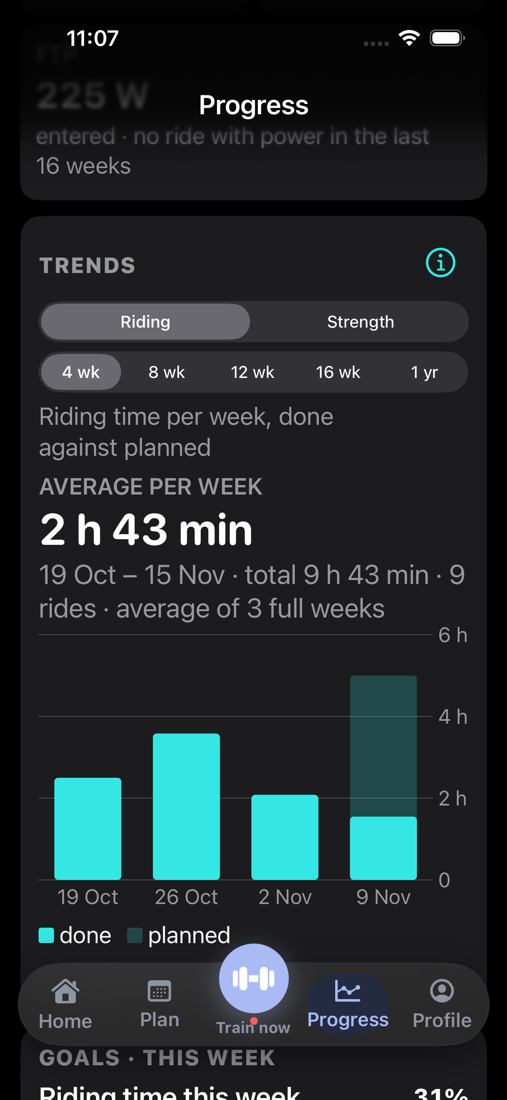 11:07
FTP
225 W
Progress
entered · no ride with power in the last
16 weeks
TRENDS
Riding
Strength
4 wk
8 wk
12 wk
16 wk
1 yr
Riding time per week, done
against planned
AVERAGE PER WEEK
2 h 43 min
19 Oct – 15 Nov · total 9 h 43 min · 9
rides · average of 3 full weeks
6 h
4 h
2 h
0
19 Oct
26 Oct
2 Nov
9 Nov
done
planned
Home
Plan
Train now
Progress
Profile
GOALS · THIS WEEK
Riding time this week
31%